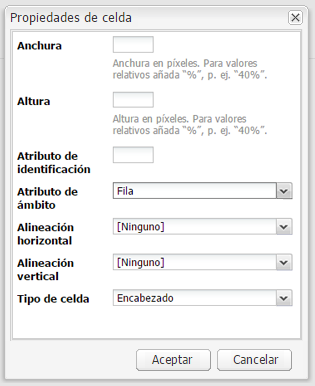 Propiedades de celda
Anchura
Anchura en píxeles. Para valores
relativos añada “%”, p. ej. “40%”.
Altura
Altura en píxeles. Para valores
relativos añada “%”, p. ej. “40%”.
Atributo de
identificación
Atributo de
ámbito
Fila
Alineación
horizontal
[Ninguno]
Alineación
vertical
[Ninguno]
Tipo de celda
Encabezado
Aceptar
Cancelar